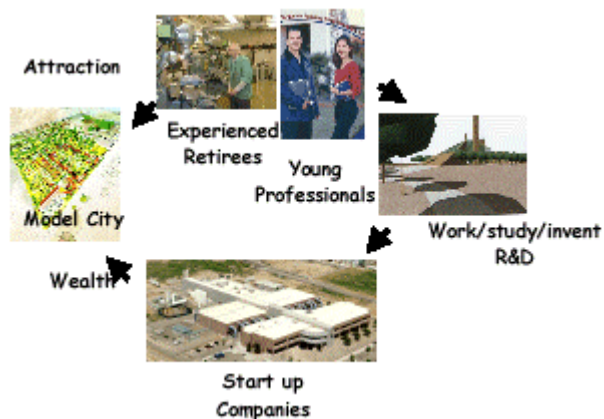 Attraction
Experienced
Retirees
Young
Professionals
Model City
Work/study/invent
R&D
Wealth
Start up
Companies